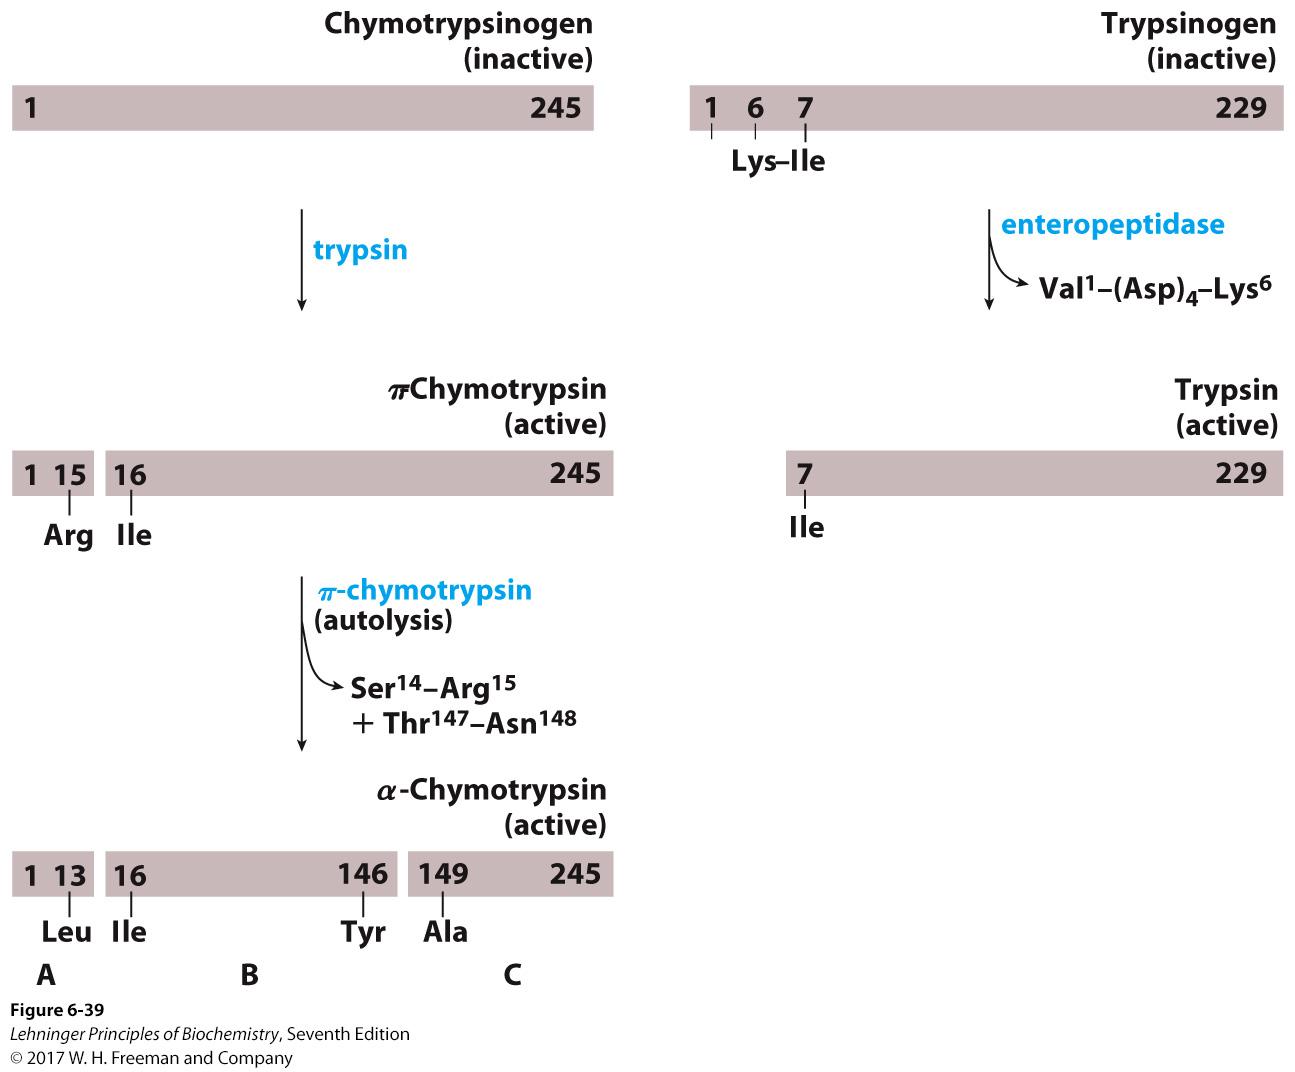 Chymotrypsinogen
(inactive)
1 245
trypsin
πChymotrypsin
(active)
1 15 16 245
Arg Ile
π-chymotrypsin
(autolysis)
Ser¹⁴–Arg¹⁵
+ Thr¹⁴⁷–Asn¹⁴⁸
α-Chymotrypsin
(active)
1 13 16 146 149 245
Leu Ile Tyr Ala
A B C
Trypsinogen
(inactive)
1 6 7 229
Lys–Ile
enteropeptidase
Val¹–(Asp)₄–Lys⁶
Trypsin
(active)
7 229
Ile
Figure 6-39
Lehninger Principles of Biochemistry, Seventh Edition
© 2017 W. H. Freeman and Company